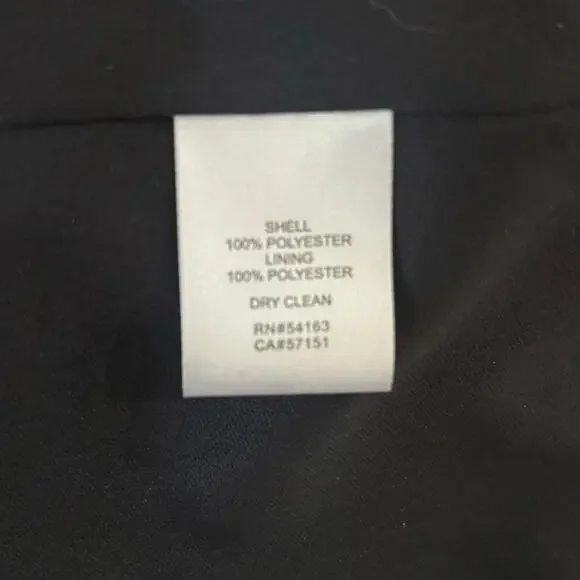 SHELL
100% POLYESTER
LINING
100% POLYESTER
DRY CLEAN
RN#54163
CA#57151